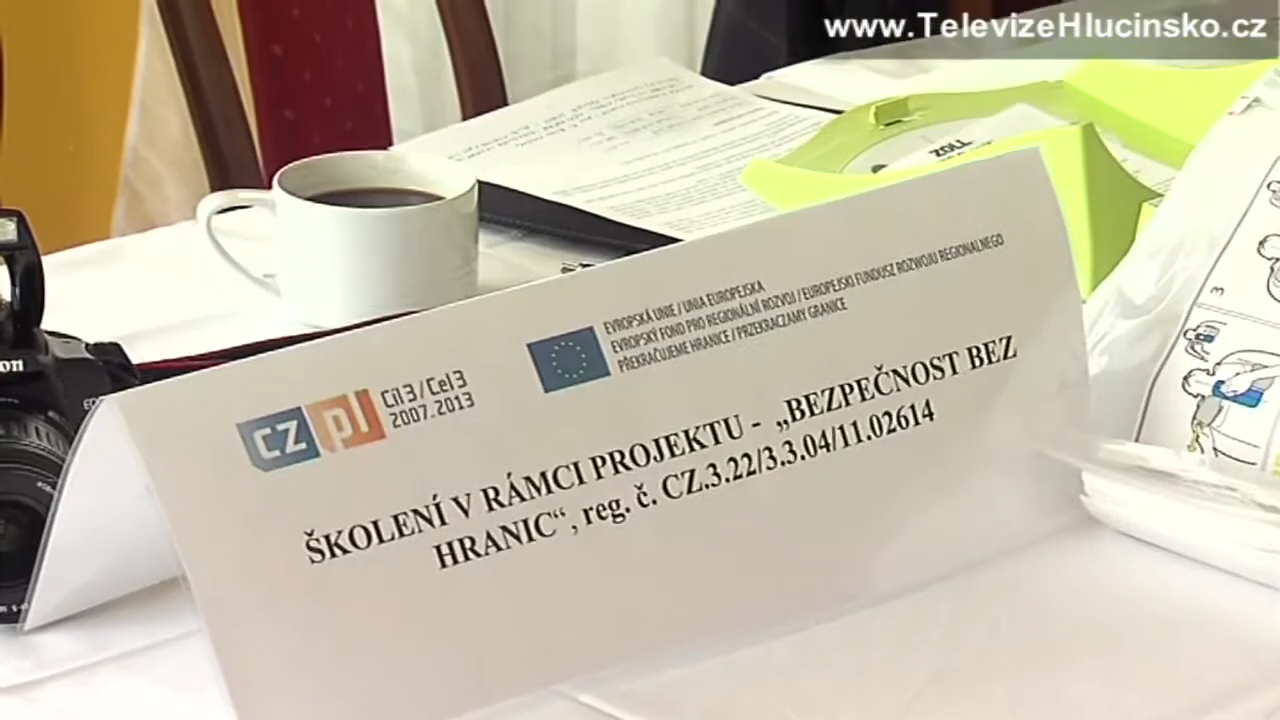 www.TelevizeHlucinsko.cz
ZOLL
EVROPSKÁ UNIE / UNIA EUROPEJSKA
EVROPSKÝ FOND PRO REGIONÁLNÍ ROZVOJ / EUROPEJSKI FUNDUSZ ROZWOJU REGIONALNEGO
PŘEKRAČUJEME HRANICE / PRZEKRACZAMY GRANICE
cz pl
Cíl 3 / Cel 3
2007.2013
ŠKOLENÍ V RÁMCI PROJEKTU - „BEZPEČNOST BEZ
HRANIC“, reg. č. CZ.3.22/3.3.04/11.02614
3